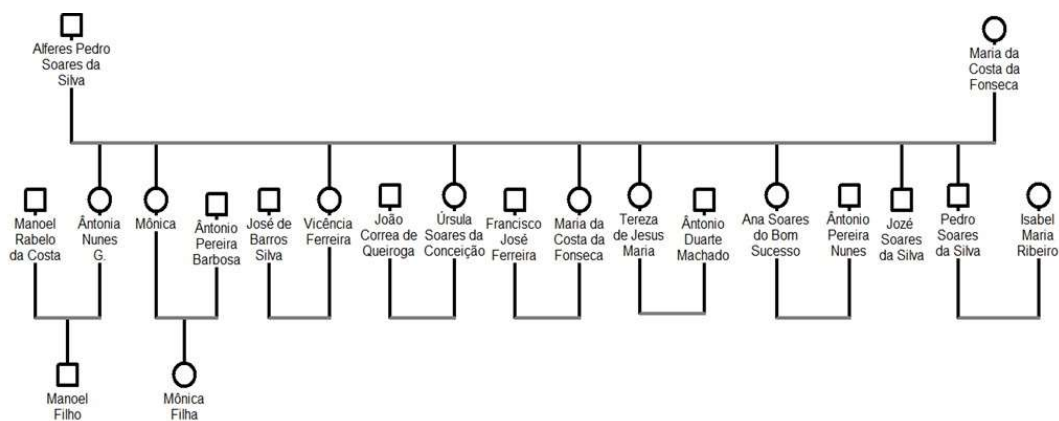 Alferes Pedro
Soares da
Silva
Maria da
Costa da
Fonseca
Manoel
Rabelo
da Costa
Ântonia
Nunes
G.
Mônica
Ântonio
Pereira
Barbosa
José de
Barros
Silva
Vicência
Ferreira
João
Correa de
Queiroga
Úrsula
Soares da
Conceição
Francisco
José
Ferreira
Maria da
Costa da
Fonseca
Tereza
de Jesus
Maria
Ântonio
Duarte
Machado
Ana Soares
do Bom
Sucesso
Ântonio
Pereira
Nunes
Jozé
Soares
da Silva
Pedro
Soares
da Silva
Isabel
Maria
Ribeiro
Manoel
Filho
Mônica
Filha